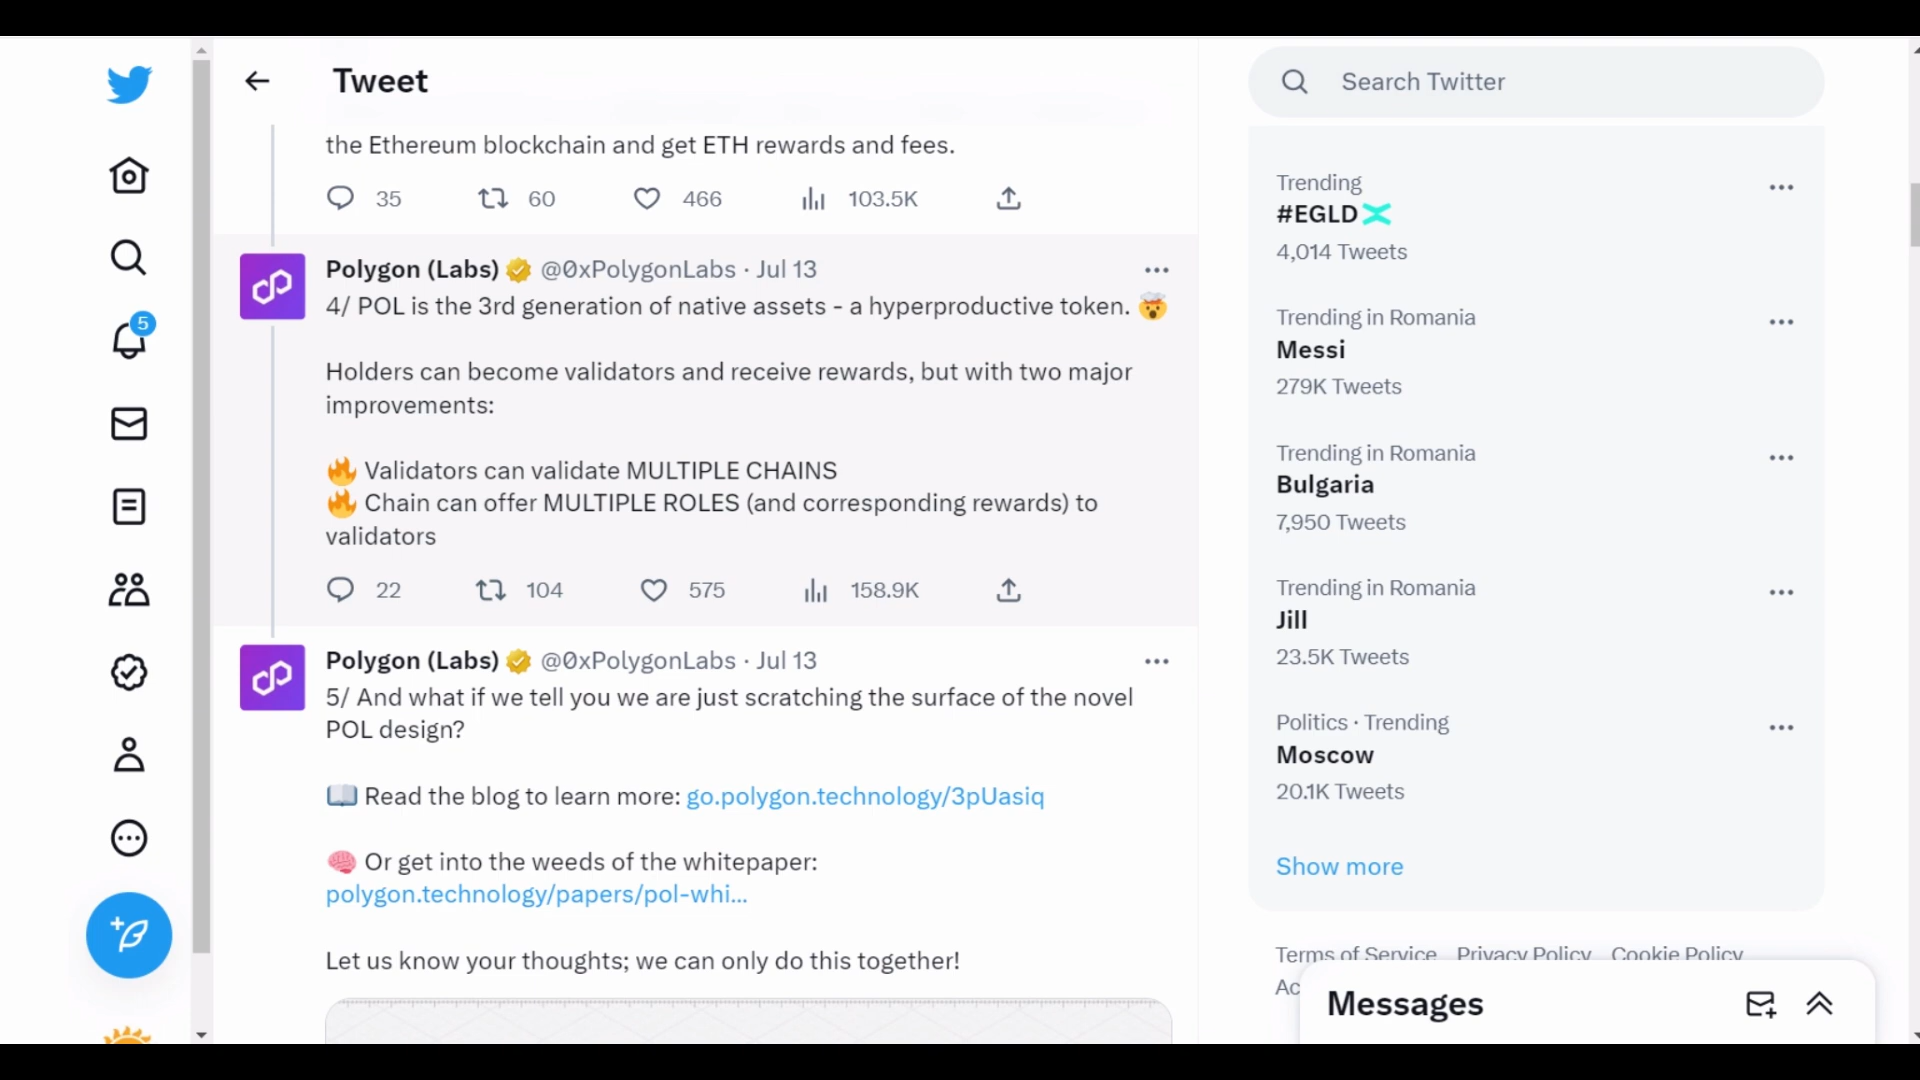 Tweet
the Ethereum blockchain and get ETH rewards and fees.
35 60 466 103.5K
Polygon (Labs) @0xPolygonLabs · Jul 13
4/ POL is the 3rd generation of native assets - a hyperproductive token. 🤯
Holders can become validators and receive rewards, but with two major
improvements:
🔥 Validators can validate MULTIPLE CHAINS
🔥 Chain can offer MULTIPLE ROLES (and corresponding rewards) to
validators
22 104 575 158.9K
Polygon (Labs) @0xPolygonLabs · Jul 13
5/ And what if we tell you we are just scratching the surface of the novel
POL design?
📖 Read the blog to learn more: go.polygon.technology/3pUasiq
🧠 Or get into the weeds of the whitepaper:
polygon.technology/papers/pol-whi...
Let us know your thoughts; we can only do this together!
5
Search Twitter
Trending
#EGLD
4,014 Tweets
Trending in Romania
Messi
279K Tweets
Trending in Romania
Bulgaria
7,950 Tweets
Trending in Romania
Jill
23.5K Tweets
Politics · Trending
Moscow
20.1K Tweets
Show more
Terms of Service Privacy Policy Cookie Policy
Ac
Messages